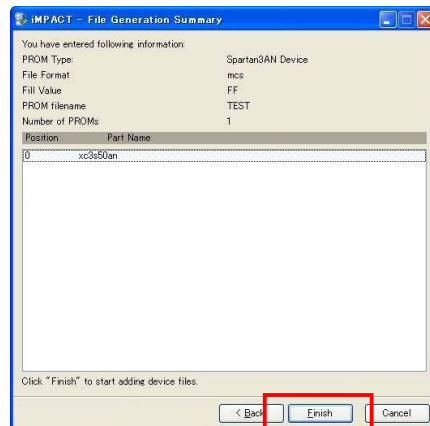 iMPACT - File Generation Summary
You have entered following information:
PROM Type: Spartan3AN Device
File Format mcs
Fill Value FF
PROM filename TEST
Number of PROMs 1
Position Part Name
0 xc3s50an
Click "Finish" to start adding device files.
< Back Finish Cancel